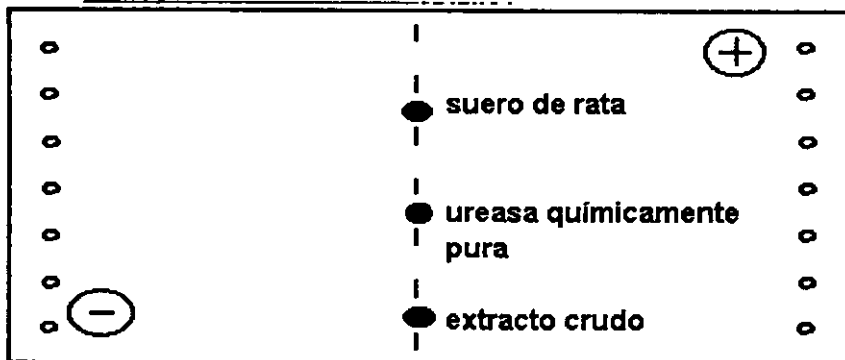 +
suero de rata
ureasa químicamente
pura
−
extracto crudo